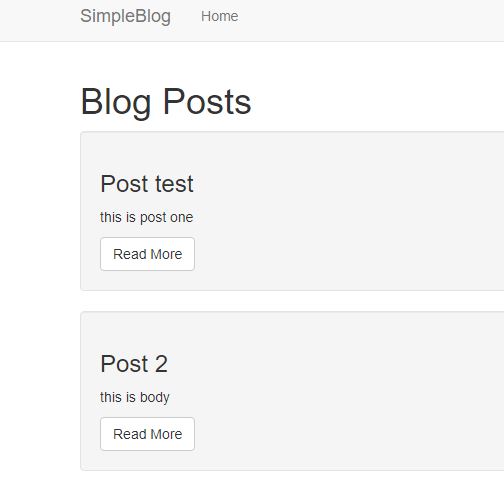 SimpleBlog Home
Blog Posts
Post test
this is post one
Read More
Post 2
this is body
Read More